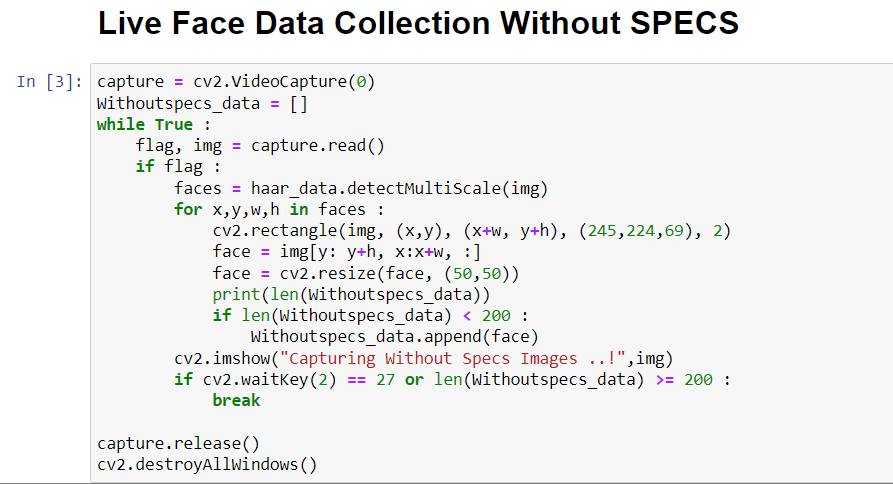 Live Face Data Collection Without SPECS
In [3]: capture = cv2.VideoCapture(0)
Withoutspecs_data = []
while True :
    flag, img = capture.read()
    if flag :
        faces = haar_data.detectMultiScale(img)
        for x,y,w,h in faces :
            cv2.rectangle(img, (x,y), (x+w, y+h), (245,224,69), 2)
            face = img[y: y+h, x:x+w, :]
            face = cv2.resize(face, (50,50))
            print(len(Withoutspecs_data))
            if len(Withoutspecs_data) < 200 :
                Withoutspecs_data.append(face)
        cv2.imshow("Capturing Without Specs Images ..!",img)
        if cv2.waitKey(2) == 27 or len(Withoutspecs_data) >= 200 :
            break
capture.release()
cv2.destroyAllWindows()